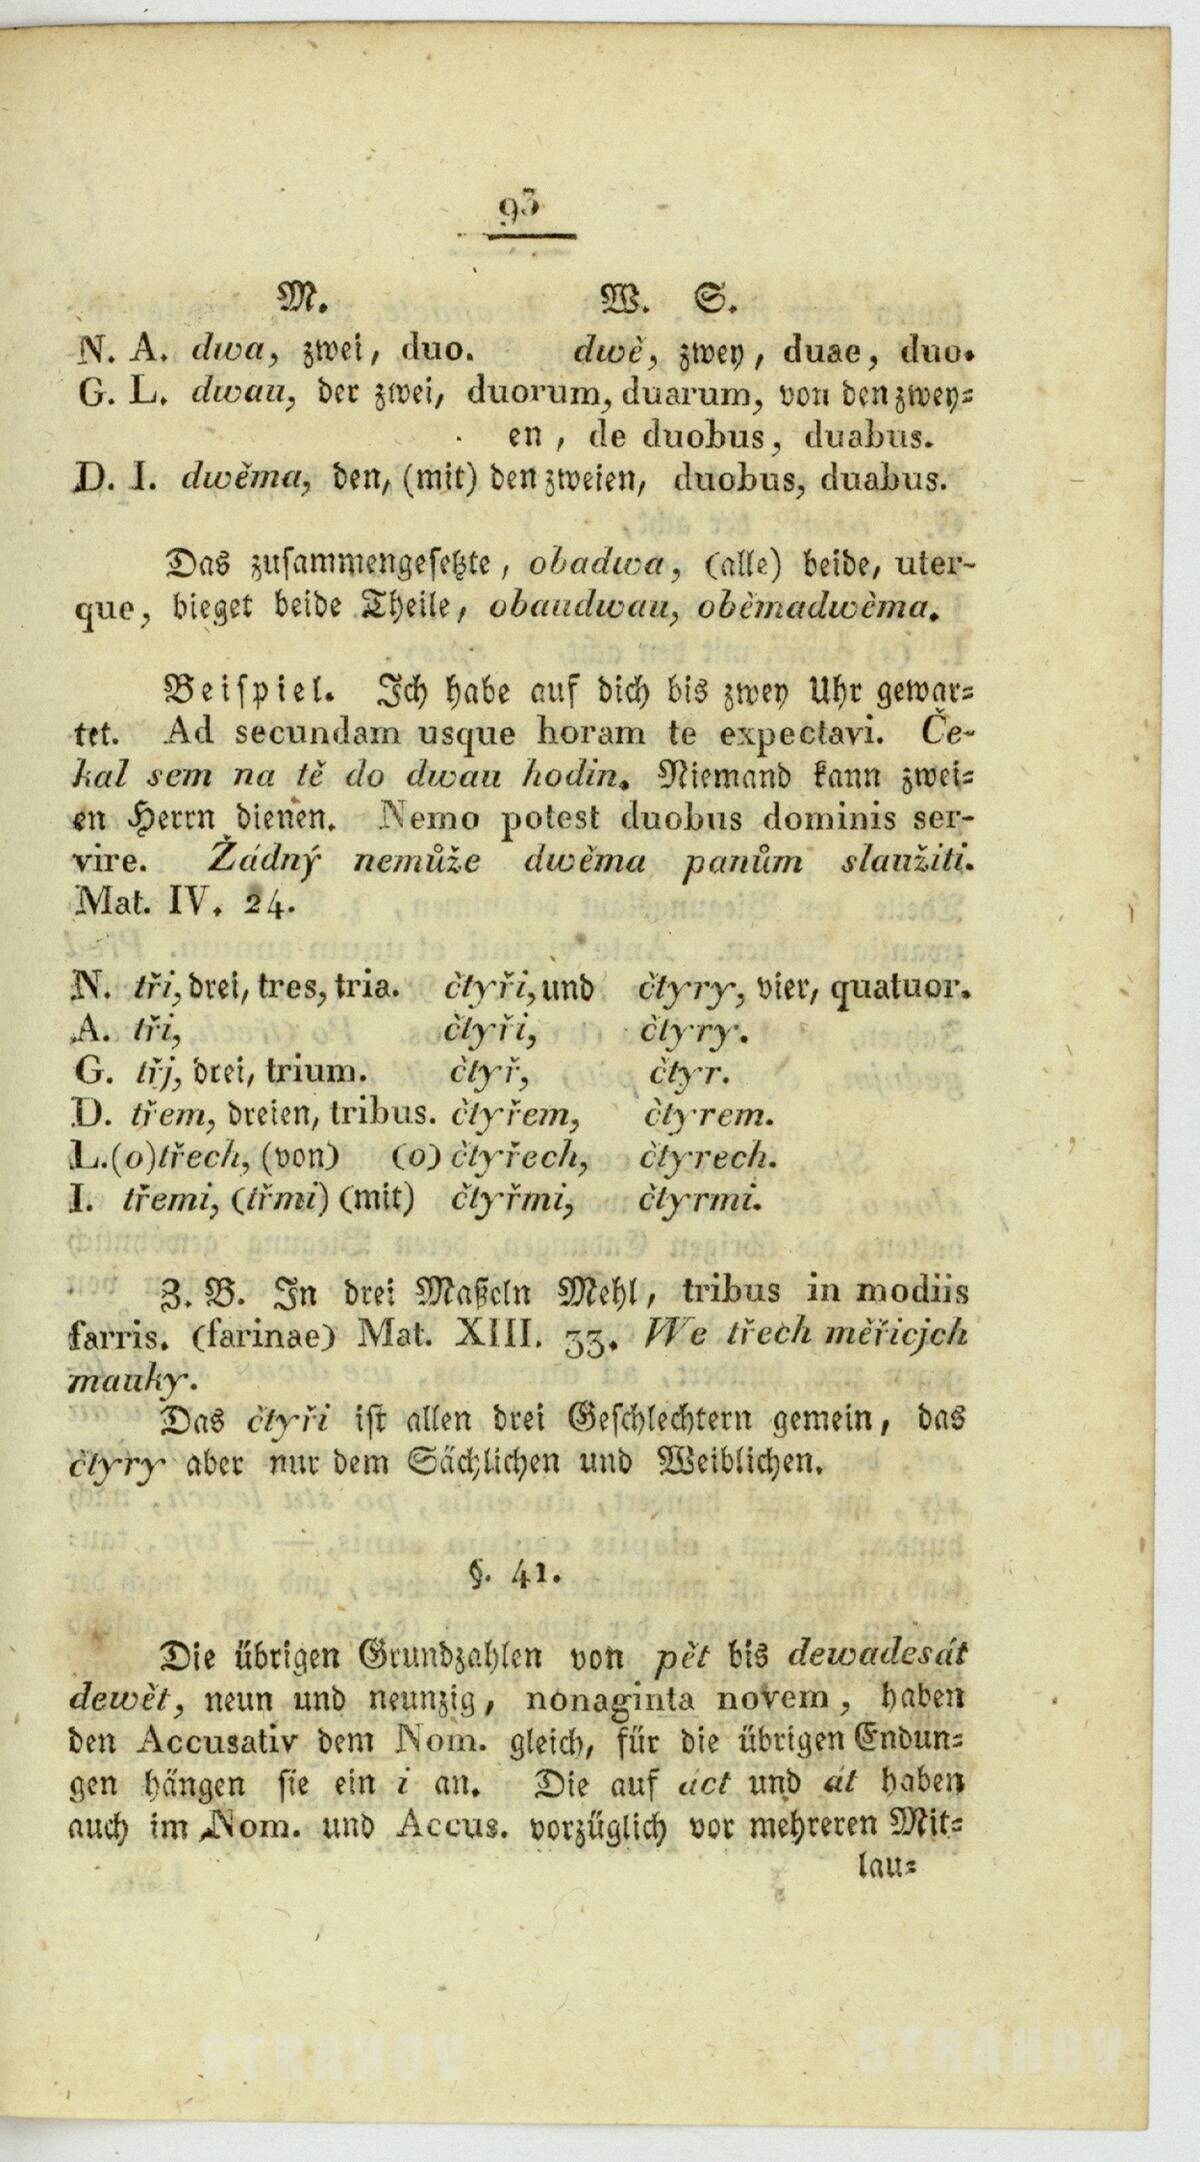 93
M. W. S.
N. A. dwa, zwei, duo. dwě, zwey, duae, duo.
G. L. dwau, der zwei, duorum, duarum, von den zwey=
en, de duobus, duabus.
D. I. dwěma, den, (mit) den zweien, duobus, duabus.
Das zusammengesetzte, obadwa, (alle) beide, uter-
que, bieget beide Theile, obaudwau, oběmadwěma.
Beispiel. Ich habe auf dich bis zwey Uhr gewar=
tet. Ad secundam usque horam te expectavi. Če-
kal sem na tě do dwau hodin. Niemand kann zwei=
en Herrn dienen. Nemo potest duobus dominis ser-
vire. Žádný nemůže dwěma panům slaužiti.
Mat. IV. 24.
N. tři, drei, tres, tria. čtyři, und čtyry, vier, quatuor.
A. tři, čtyři, čtyry.
G. třj, drei, trium. čtyř, čtyr.
D. třem, dreien, tribus. čtyřem, čtyrem.
L. (o) třech, (von) (o) čtyřech, čtyrech.
I. třemi, (třmi) (mit) čtyřmi, čtyrmi.
Z. B. In drei Maßeln Mehl, tribus in modiis
farris. (farinae) Mat. XIII. 33. We třech měřicjch
mauky.
Das čtyři ist allen drei Geschlechtern gemein, das
čtyry aber nur dem Sächlichen und Weiblichen.
§. 41.
Die übrigen Grundzahlen von pět bis dewadesát
dewět, neun und neunzig, nonaginta novem, haben
den Accusativ dem Nom. gleich, für die übrigen Endun=
gen hängen sie ein i an. Die auf áct und át haben
auch im Nom. und Accus. vorzüglich vor mehreren Mit=
lau=
STRAHOV STRAHOV